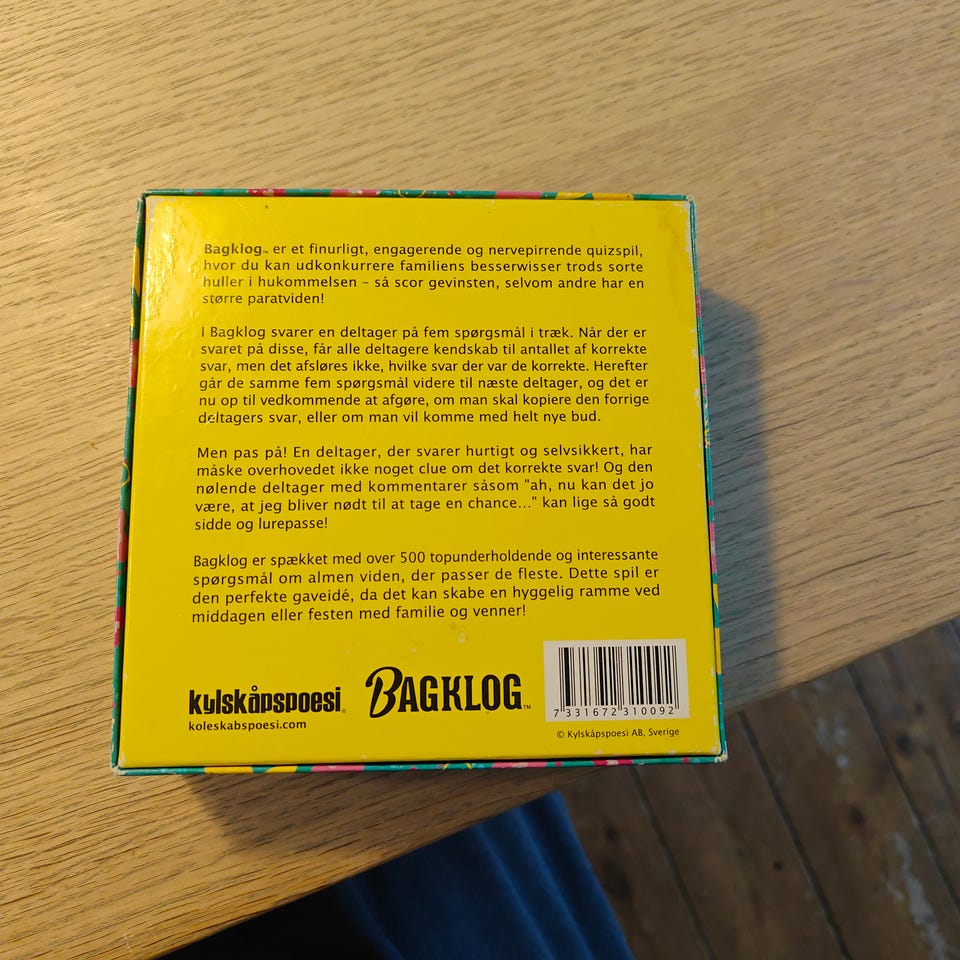 Bagklog™ er et finurligt, engagerende og nervepirrende quizspil,
hvor du kan udkonkurrere familiens besserwisser trods sorte
huller i hukommelsen – så scor gevinsten, selvom andre har en
større paratviden!
I Bagklog svarer en deltager på fem spørgsmål i træk. Når der er
svaret på disse, får alle deltagere kendskab til antallet af korrekte
svar, men det afsløres ikke, hvilke svar der var de korrekte. Herefter
går de samme fem spørgsmål videre til næste deltager, og det er
nu op til vedkommende at afgøre, om man skal kopiere den forrige
deltagers svar, eller om man vil komme med helt nye bud.
Men pas på! En deltager, der svarer hurtigt og selvsikkert, har
måske overhovedet ikke noget clue om det korrekte svar! Og den
nølende deltager med kommentarer såsom "ah, nu kan det jo
være, at jeg bliver nødt til at tage en chance..." kan lige så godt
sidde og lurepasse!
Bagklog er spækket med over 500 topunderholdende og interessante
spørgsmål om almen viden, der passer de fleste. Dette spil er
den perfekte gaveidé, da det kan skabe en hyggelig ramme ved
middagen eller festen med familie og venner!
kylskåpspoesi®
koleskabspoesi.com
BAGKLOG™
7 331672 310092
© Kylskåpspoesi AB, Sverige